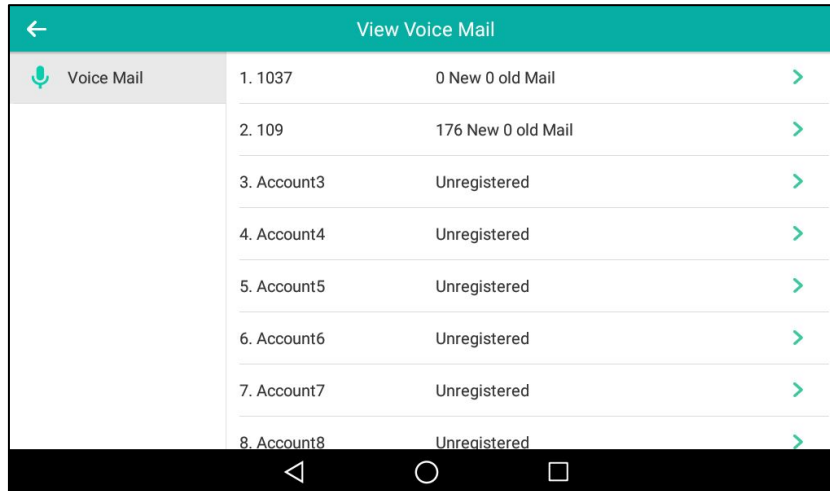 View Voice Mail
Voice Mail
1. 1037 0 New 0 old Mail
2. 109 176 New 0 old Mail
3. Account3 Unregistered
4. Account4 Unregistered
5. Account5 Unregistered
6. Account6 Unregistered
7. Account7 Unregistered
8. Account8 Unregistered